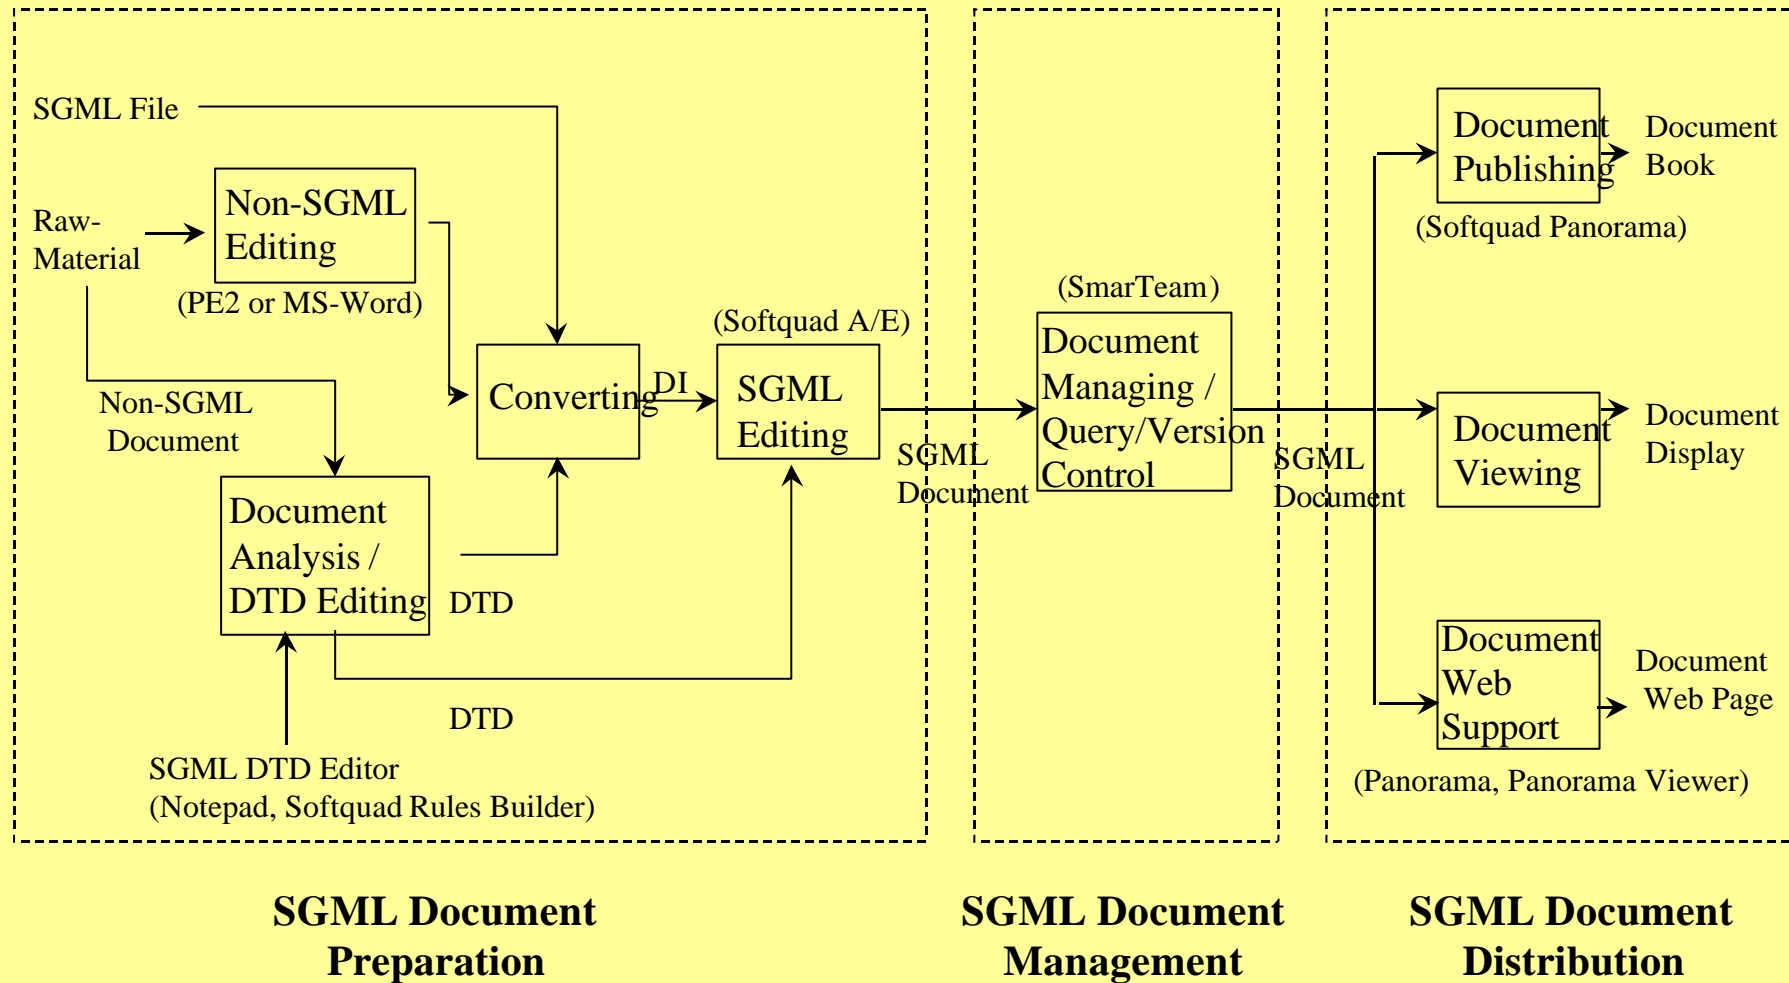 SGML File
Raw-
Material
Non-SGML
Editing
(PE2 or MS-Word)
Non-SGML
Document
Converting
DI
(Softquad A/E)
SGML
Editing
Document
Analysis /
DTD Editing
DTD
DTD
SGML DTD Editor
(Notepad, Softquad Rules Builder)
SGML
Document
(SmarTeam)
Document
Managing /
Query/Version
Control
SGML
Document
Document
Publishing
Document
Book
(Softquad Panorama)
Document
Viewing
Document
Display
Document
Web
Support
Document
Web Page
(Panorama, Panorama Viewer)
SGML Document
Preparation
SGML Document
Management
SGML Document
Distribution